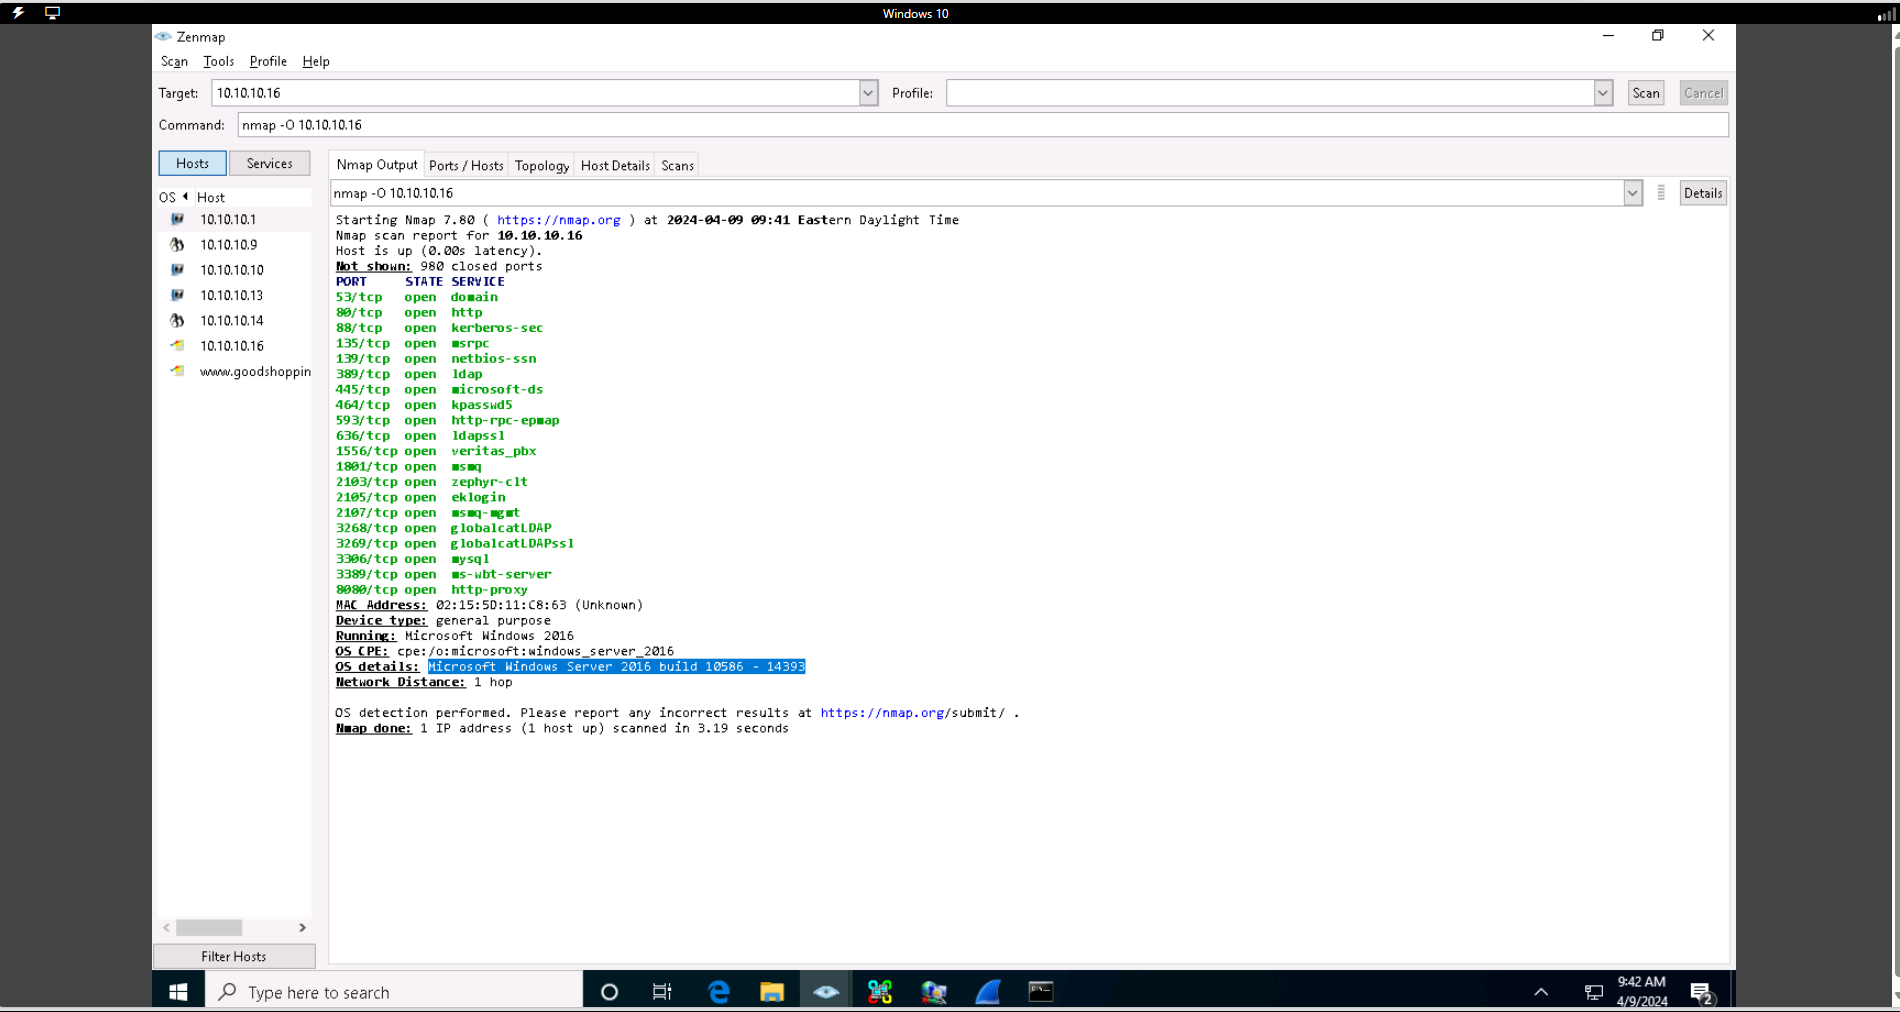 Windows 10
Zenmap
Scan Tools Profile Help
Target: 10.10.10.16 Profile: Scan Cancel
Command: nmap -O 10.10.10.16
Hosts Services
Nmap Output Ports / Hosts Topology Host Details Scans
OS Host
nmap -O 10.10.10.16 Details
10.10.10.1
10.10.10.9
10.10.10.10
10.10.10.13
10.10.10.14
10.10.10.16
www.goodshoppin
Starting Nmap 7.80 ( https://nmap.org ) at 2024-04-09 09:41 Eastern Daylight Time
Nmap scan report for 10.10.10.16
Host is up (0.00s latency).
Not shown: 980 closed ports
PORT STATE SERVICE
53/tcp open domain
80/tcp open http
88/tcp open kerberos-sec
135/tcp open msrpc
139/tcp open netbios-ssn
389/tcp open ldap
445/tcp open microsoft-ds
464/tcp open kpasswd5
593/tcp open http-rpc-epmap
636/tcp open ldapssl
1556/tcp open veritas_pbx
1801/tcp open msmq
2103/tcp open zephyr-clt
2105/tcp open eklogin
2107/tcp open msmq-mgmt
3268/tcp open globalcatLDAP
3269/tcp open globalcatLDAPssl
3306/tcp open mysql
3389/tcp open ms-wbt-server
8080/tcp open http-proxy
MAC Address: 02:15:5D:11:C8:63 (Unknown)
Device type: general purpose
Running: Microsoft Windows 2016
OS CPE: cpe:/o:microsoft:windows_server_2016
OS details: Microsoft Windows Server 2016 build 10586 - 14393
Network Distance: 1 hop
OS detection performed. Please report any incorrect results at https://nmap.org/submit/ .
Nmap done: 1 IP address (1 host up) scanned in 3.19 seconds
Filter Hosts
Type here to search
9:42 AM
4/9/2024
2